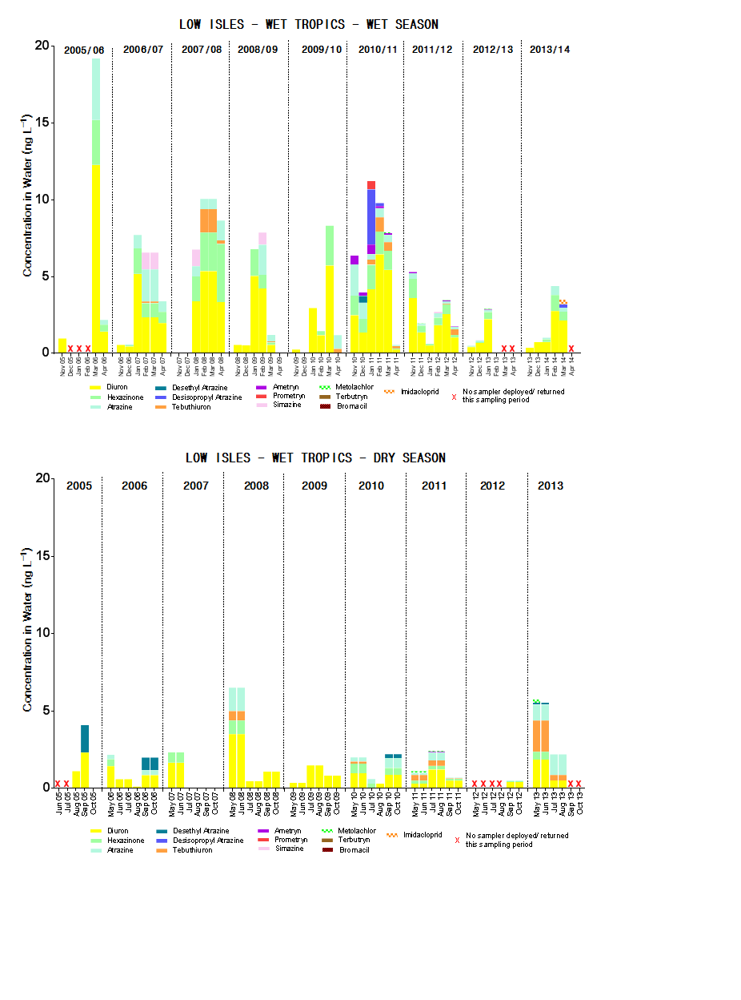 LOW ISLES - WET TROPICS - WET SEASON
20
2005/06 2006/07 2007/08 2008/09 2009/10 2010/11 2011/12 2012/13 2013/14
15
10
5
0
Concentration in Water (ng L⁻¹)
X X X X X X
Nov 05 Dec 05 Jan 06 Feb 06 Mar 06 Apr 06 Nov 06 Dec 06 Jan 07 Feb 07 Mar 07 Apr 07 Nov 07 Dec 07 Jan 08 Feb 08 Mar 08 Apr 08 Nov 08 Dec 08 Jan 09 Feb 09 Mar 09 Apr 09 Nov 09 Dec 09 Jan 10 Feb 10 Mar 10 Apr 10 Nov 10 Dec 10 Jan 11 Feb 11 Mar 11 Apr 11 Nov 11 Dec 11 Jan 12 Feb 12 Mar 12 Apr 12 Nov 12 Dec 12 Jan 13 Feb 13 Mar 13 Apr 13 Nov 13 Dec 13 Jan 14 Feb 14 Mar 14 Apr 14
Diuron Desethyl Atrazine Ametryn Metolachlor Imidacloprid X No sampler deployed/ returned
Hexazinone Desisopropyl Atrazine Prometryn Terbutryn this sampling period
Atrazine Tebuthiuron Simazine Bromacil
LOW ISLES - WET TROPICS - DRY SEASON
20
2005 2006 2007 2008 2009 2010 2011 2012 2013
15
10
5
0
Concentration in Water (ng L⁻¹)
X X X X X X X X
Jun 05 Jul 05 Aug 05 Sep 05 Oct 05 May 06 Jun 06 Jul 06 Aug 06 Sep 06 Oct 06 May 07 Jun 07 Jul 07 Aug 07 Sep 07 Oct 07 May 08 Jun 08 Jul 08 Aug 08 Sep 08 Oct 08 May 09 Jun 09 Jul 09 Aug 09 Sep 09 Oct 09 May 10 Jun 10 Jul 10 Aug 10 Sep 10 Oct 10 May 11 Jun 11 Jul 11 Aug 11 Sep 11 Oct 11 May 12 Jun 12 Jul 12 Aug 12 Sep 12 Oct 12 May 13 Jun 13 Jul 13 Aug 13 Sep 13 Oct 13
Diuron Desethyl Atrazine Ametryn Metolachlor Imidacloprid X No sampler deployed/ returned
Hexazinone Desisopropyl Atrazine Prometryn Terbutryn this sampling period
Atrazine Tebuthiuron Simazine Bromacil